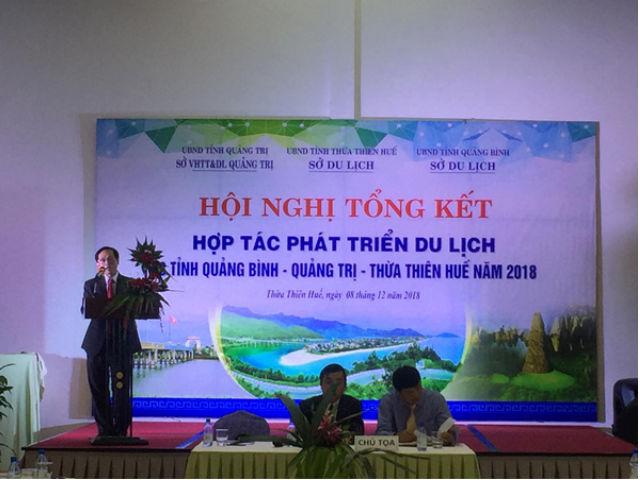 UBND TỈNH QUẢNG TRỊ
SỞ VHTT&DL QUẢNG TRỊ
UBND TỈNH THỪA THIÊN HUẾ
SỞ DU LỊCH
UBND TỈNH QUẢNG BÌNH
SỞ DU LỊCH
HỘI NGHỊ TỔNG KẾT
HỢP TÁC PHÁT TRIỂN DU LỊCH
TỈNH QUẢNG BÌNH - QUẢNG TRỊ - THỪA THIÊN HUẾ NĂM 2018
Thừa Thiên Huế, ngày 08 tháng 12 năm 2018
CHỦ TỌA